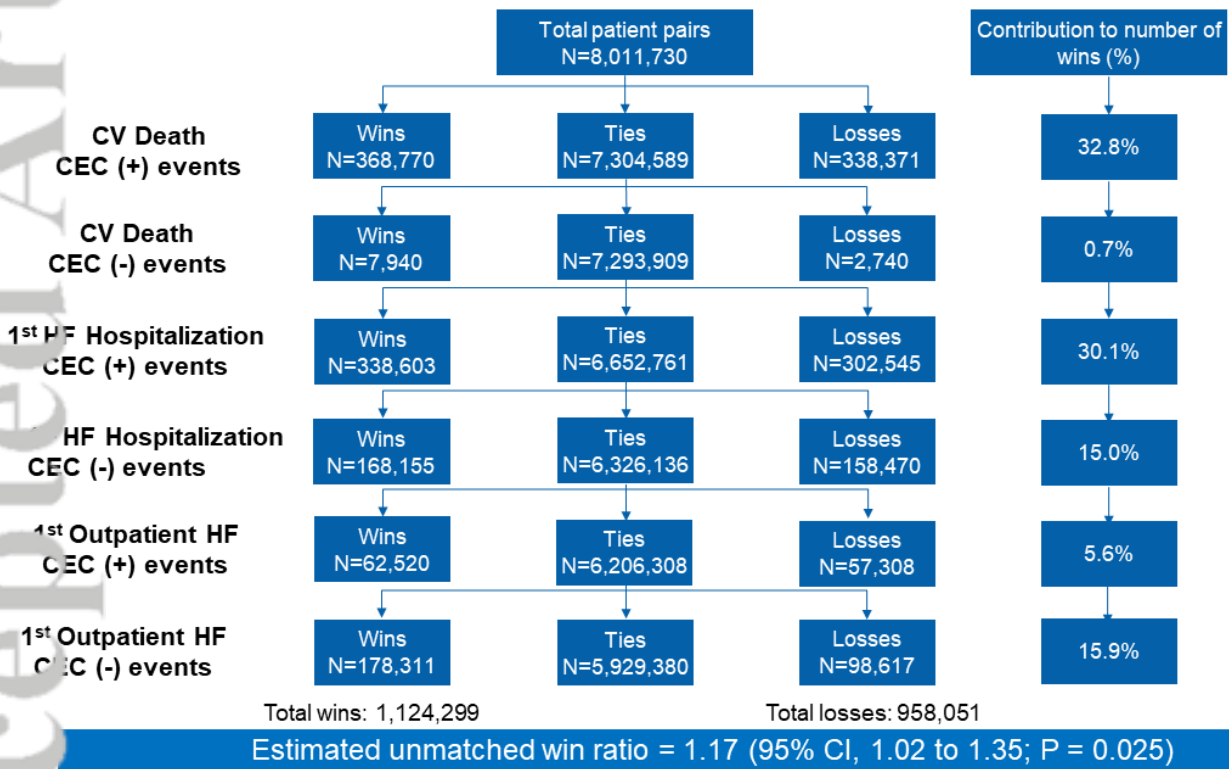 Total patient pairs
N=8,011,730
Contribution to number of
wins (%)
CV Death
CEC (+) events
Wins
N=368,770
Ties
N=7,304,589
Losses
N=338,371
32.8%
CV Death
CEC (-) events
Wins
N=7,940
Ties
N=7,293,909
Losses
N=2,740
0.7%
1st HF Hospitalization
CEC (+) events
Wins
N=338,603
Ties
N=6,652,761
Losses
N=302,545
30.1%
HF Hospitalization
CEC (-) events
Wins
N=168,155
Ties
N=6,326,136
Losses
N=158,470
15.0%
1st Outpatient HF
CEC (+) events
Wins
N=62,520
Ties
N=6,206,308
Losses
N=57,308
5.6%
1st Outpatient HF
CEC (-) events
Wins
N=178,311
Ties
N=5,929,380
Losses
N=98,617
15.9%
Total wins: 1,124,299
Total losses: 958,051
Estimated unmatched win ratio = 1.17 (95% CI, 1.02 to 1.35; P = 0.025)